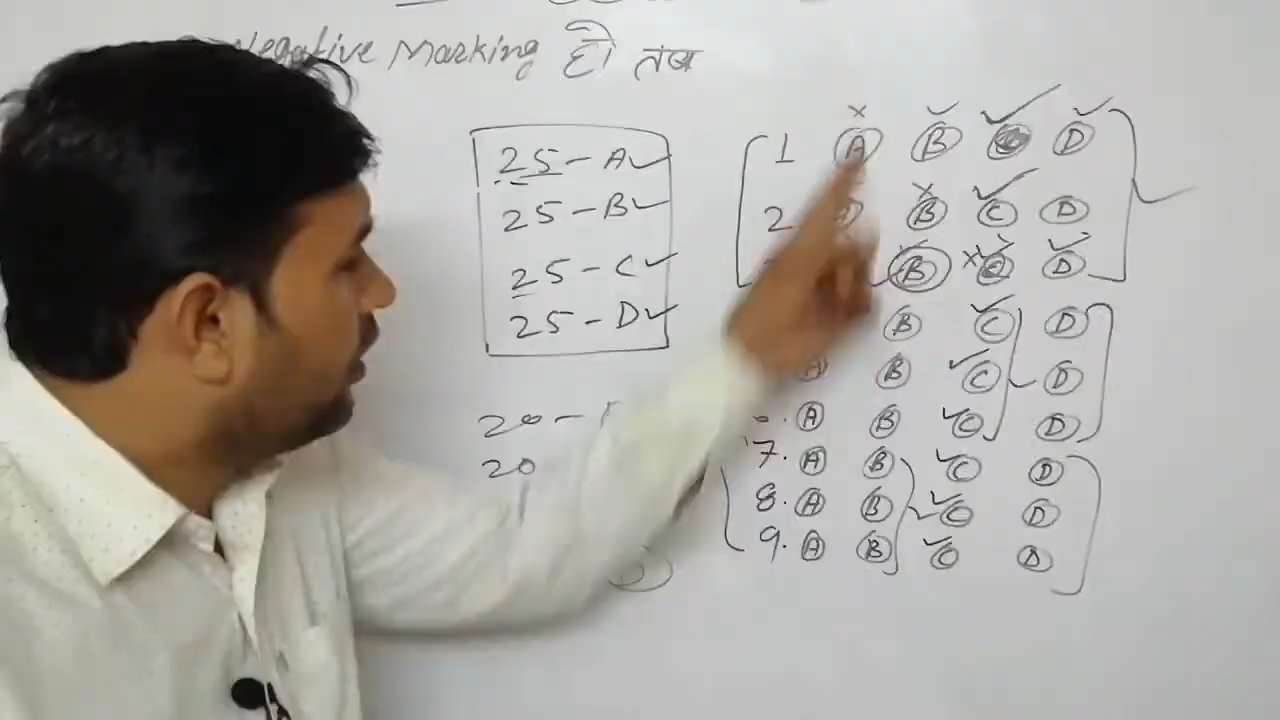 Negative Marking हो तब
25 - A ✓
25 - B ✓
25 - C ✓
25 - D ✓
20 -
20
1 A B C D
2 B C D
B C D
B C D
A B C D
A B C D
7. A B C D
8. A B C D
9. A B C D